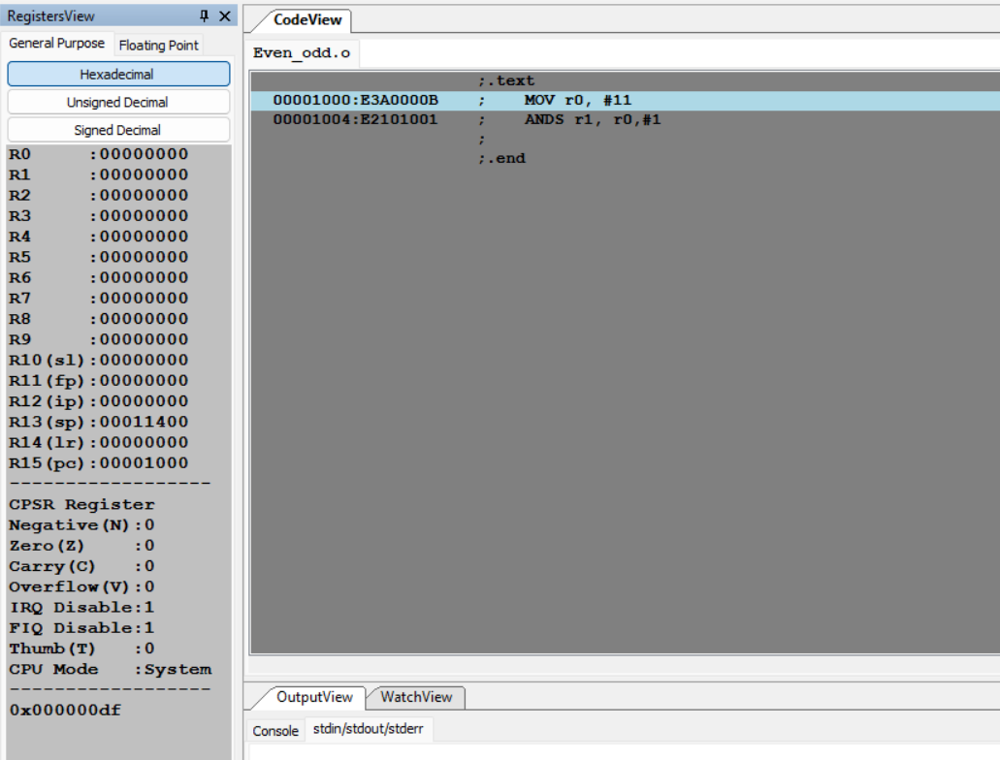 RegistersView
General Purpose Floating Point
Hexadecimal
Unsigned Decimal
Signed Decimal
R0 :00000000
R1 :00000000
R2 :00000000
R3 :00000000
R4 :00000000
R5 :00000000
R6 :00000000
R7 :00000000
R8 :00000000
R9 :00000000
R10(sl):00000000
R11(fp):00000000
R12(ip):00000000
R13(sp):00011400
R14(lr):00000000
R15(pc):00001000
------------------
CPSR Register
Negative(N):0
Zero(Z) :0
Carry(C) :0
Overflow(V):0
IRQ Disable:1
FIQ Disable:1
Thumb(T) :0
CPU Mode :System
------------------
0x000000df
CodeView
Even_odd.o
;.text
00001000:E3A0000B ; MOV r0, #11
00001004:E2101001 ; ANDS r1, r0,#1
;
;.end
OutputView WatchView
Console stdin/stdout/stderr